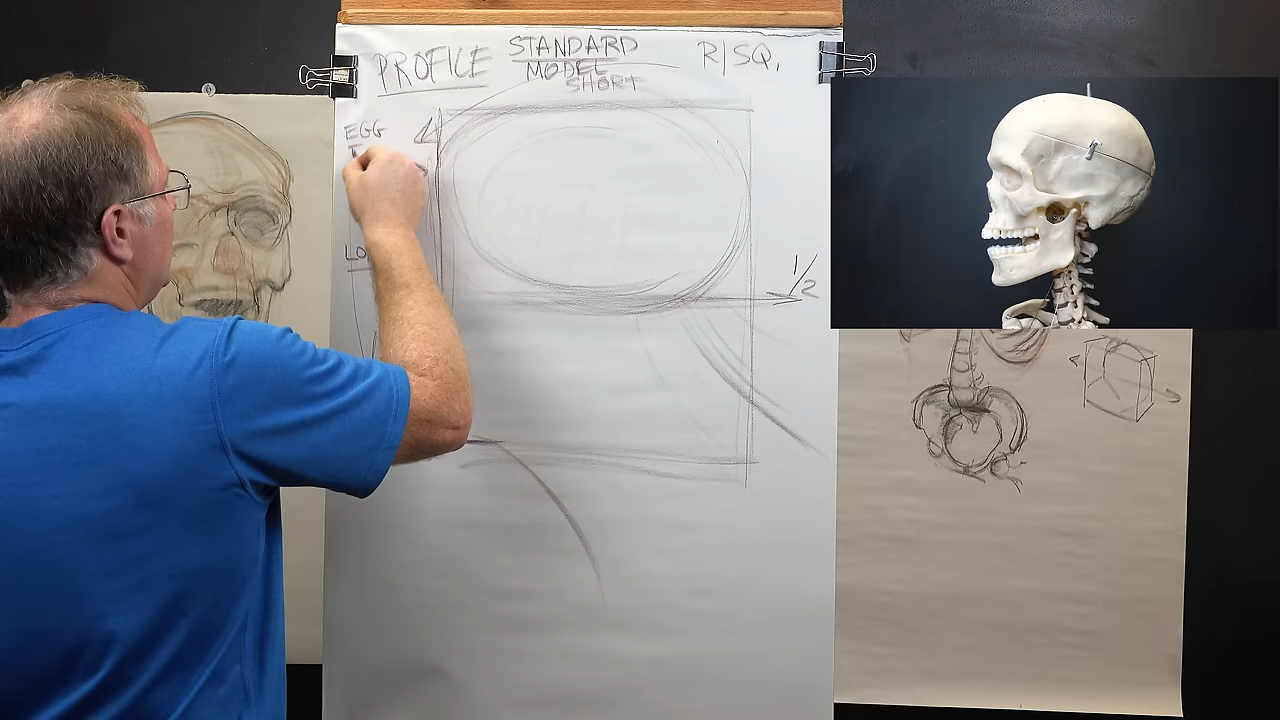 PROFILE
STANDARD
MODEL
SHORT
R/SQ.
EGG
1/2